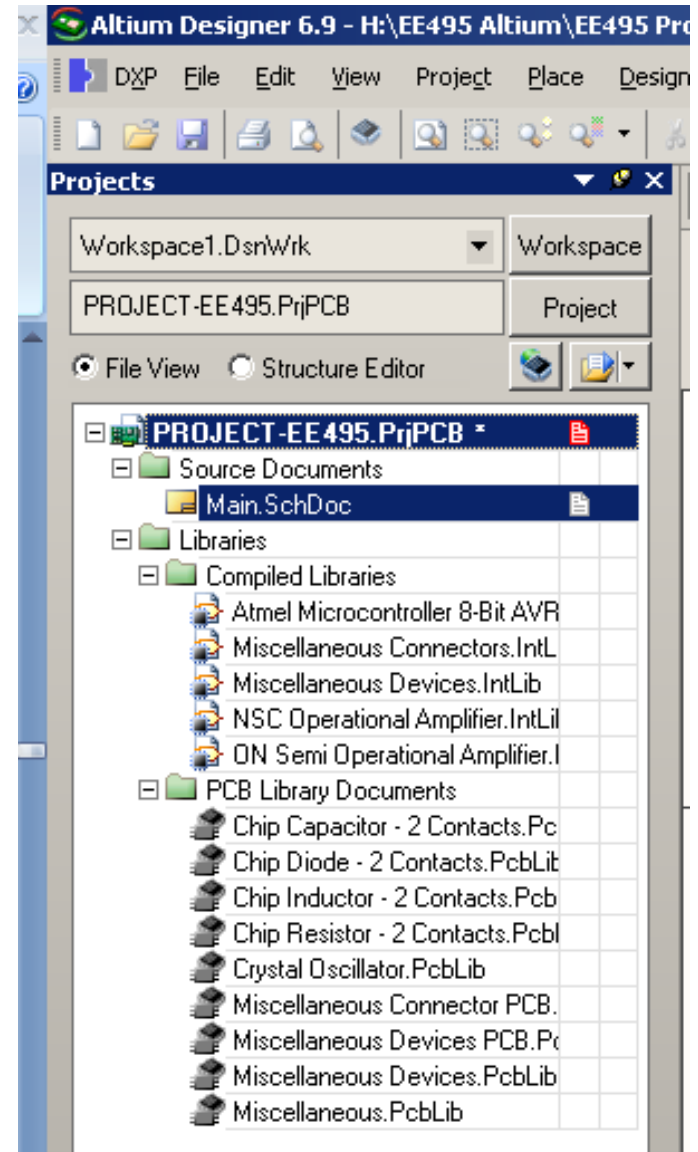 Altium Designer 6.9 - H:\EE495 Altium\EE495 Pro
DXP File Edit View Project Place Design
Projects
Workspace1.DsnWrk Workspace
PROJECT-EE495.PrjPCB Project
File View Structure Editor
PROJECT-EE495.PrjPCB *
Source Documents
Main.SchDoc
Libraries
Compiled Libraries
Atmel Microcontroller 8-Bit AVR
Miscellaneous Connectors.IntL
Miscellaneous Devices.IntLib
NSC Operational Amplifier.IntLil
ON Semi Operational Amplifier.I
PCB Library Documents
Chip Capacitor - 2 Contacts.Pc
Chip Diode - 2 Contacts.PcbLib
Chip Inductor - 2 Contacts.Pcb
Chip Resistor - 2 Contacts.Pcbl
Crystal Oscillator.PcbLib
Miscellaneous Connector PCB.
Miscellaneous Devices PCB.Pc
Miscellaneous Devices.PcbLib
Miscellaneous.PcbLib